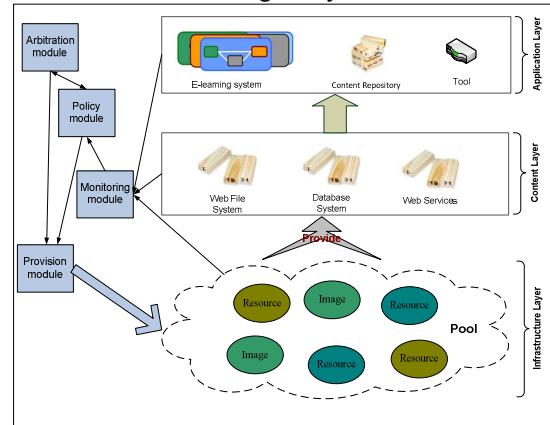 Arbitration
module
Policy
module
Monitoring
module
Provision
module
E-learning system
Content Repository
Tool
Application Layer
Web File
System
Database
System
Web Services
Content Layer
Provide
Resource
Image
Resource
Image
Resource
Resource
Pool
Infrastructure Layer